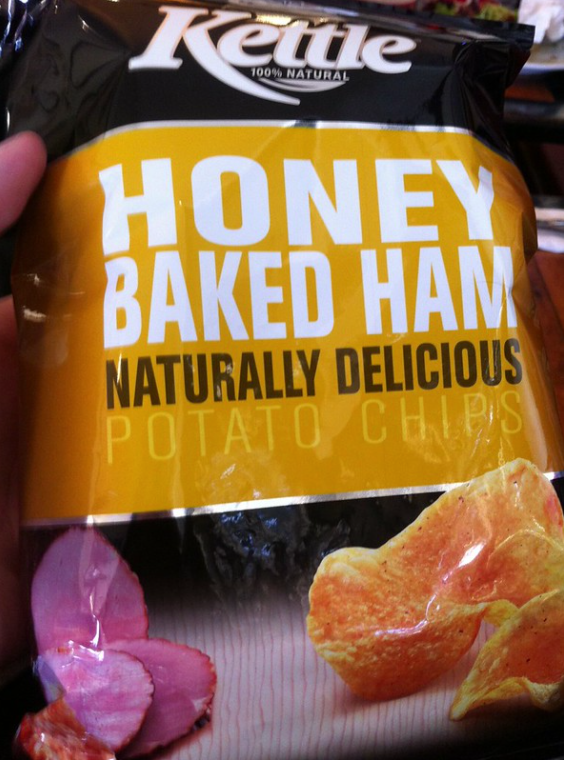 Kettle
100% NATURAL
HONEY
BAKED HAM
NATURALLY DELICIOUS
POTATO CHIPS